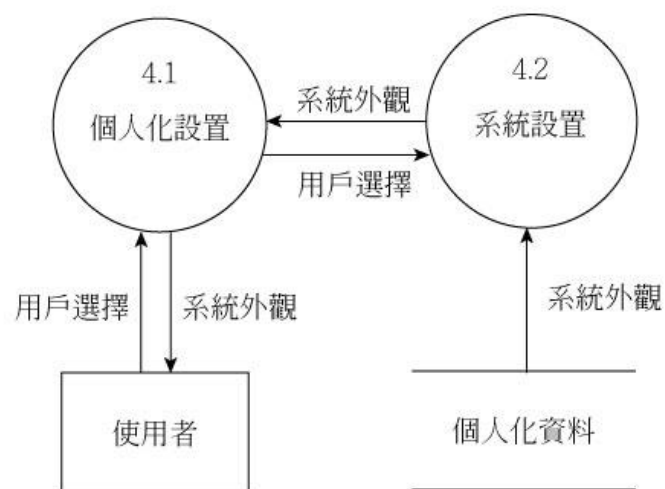 4.1
個人化設置
系統外觀
用戶選擇
4.2
系統設置
用戶選擇
系統外觀
系統外觀
使用者
個人化資料